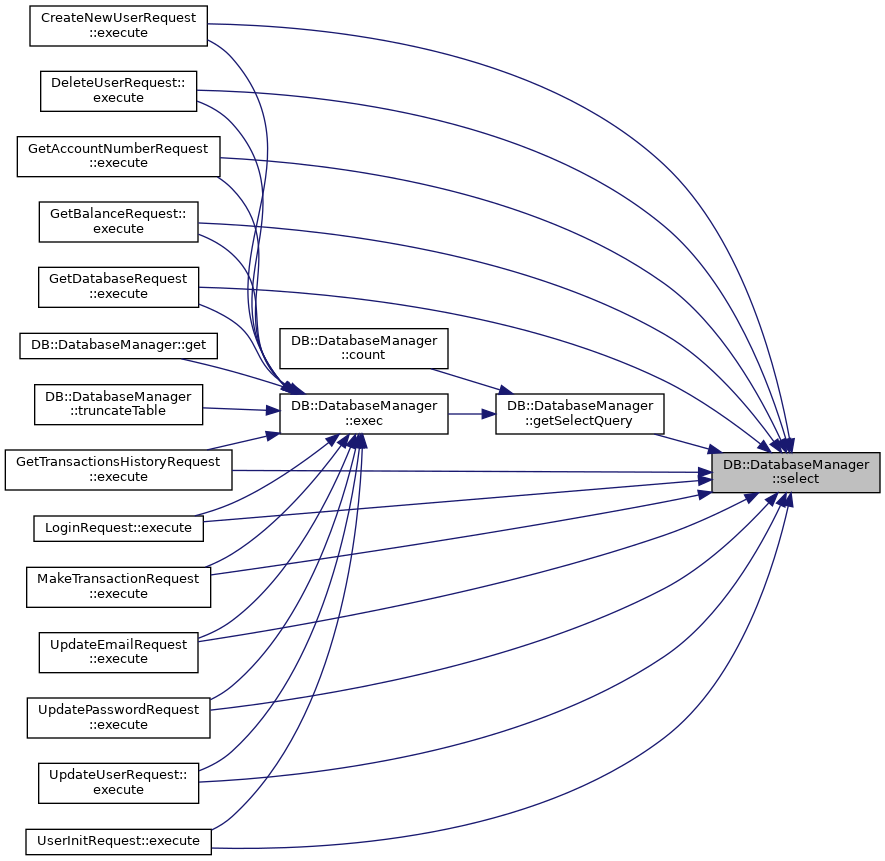 CreateNewUserRequest
::execute
DeleteUserRequest::
execute
GetAccountNumberRequest
::execute
GetBalanceRequest::
execute
GetDatabaseRequest
::execute
DB::DatabaseManager::get
DB::DatabaseManager
::truncateTable
GetTransactionsHistoryRequest
::execute
LoginRequest::execute
MakeTransactionRequest
::execute
UpdateEmailRequest
::execute
UpdatePasswordRequest
::execute
UpdateUserRequest::
execute
UserInitRequest::execute
DB::DatabaseManager
::count
DB::DatabaseManager
::exec
DB::DatabaseManager
::getSelectQuery
DB::DatabaseManager
::select